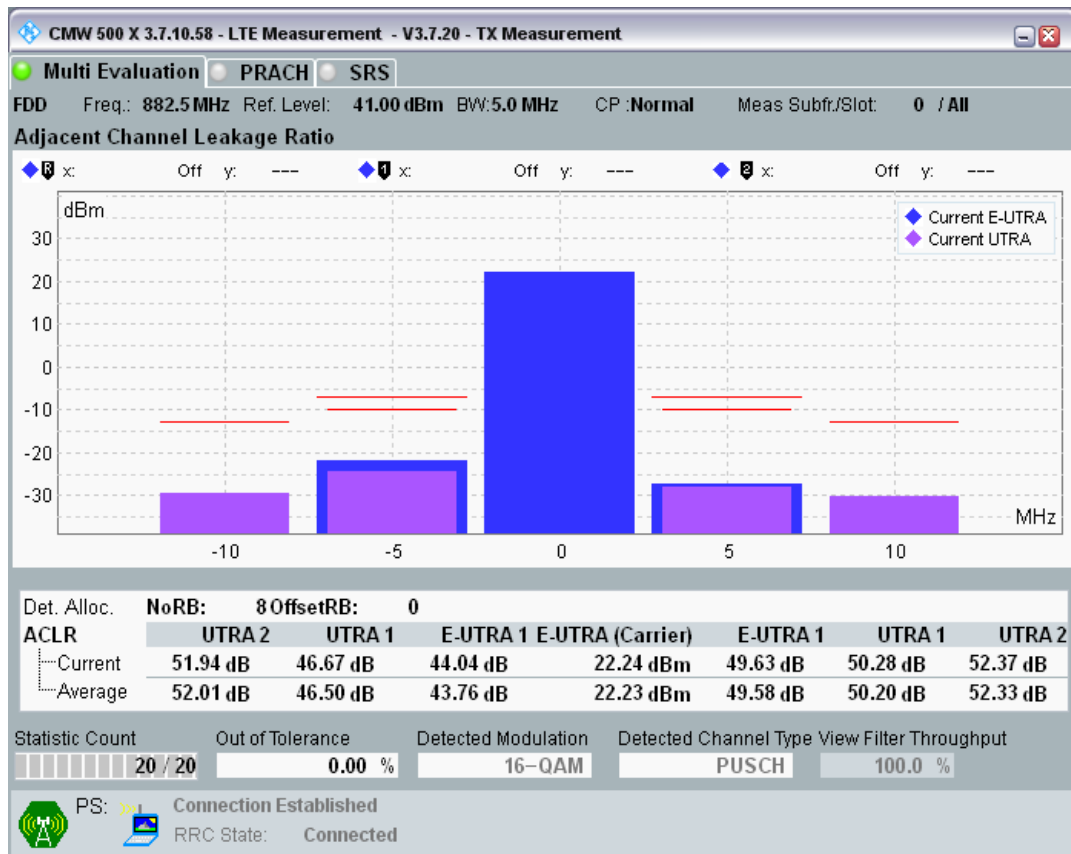 CMW 500 X 3.7.10.58 - LTE Measurement - V3.7.20 - TX Measurement
Multi Evaluation PRACH SRS
FDD Freq.: 882.5 MHz Ref. Level: 41.00 dBm BW:5.0 MHz CP :Normal Meas Subfr./Slot: 0 / All
Adjacent Channel Leakage Ratio
R x: Off y: --- 1 x: Off y: --- 2 x: Off y: ---
dBm
Current E-UTRA
Current UTRA
30
20
10
0
-10
-20
-30
MHz
-10 -5 0 5 10
Det. Alloc. NoRB: 8 OffsetRB: 0
ACLR UTRA 2 UTRA 1 E-UTRA 1 E-UTRA (Carrier) E-UTRA 1 UTRA 1 UTRA 2
Current 51.94 dB 46.67 dB 44.04 dB 22.24 dBm 49.63 dB 50.28 dB 52.37 dB
Average 52.01 dB 46.50 dB 43.76 dB 22.23 dBm 49.58 dB 50.20 dB 52.33 dB
Statistic Count Out of Tolerance Detected Modulation Detected Channel Type View Filter Throughput
20 / 20 0.00 % 16-QAM PUSCH 100.0 %
PS: Connection Established
RRC State: Connected